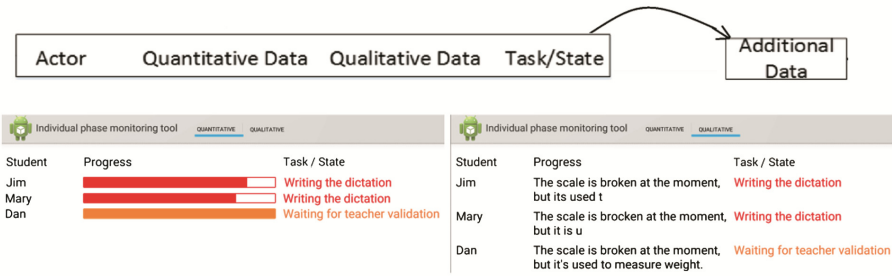 Actor Quantitative Data Qualitative Data Task/State
Additional
Data
Individual phase monitoring tool QUANTITATIVE QUALITATIVE
Student Progress Task / State
Jim Writing the dictation
Mary Writing the dictation
Dan Waiting for teacher validation
Individual phase monitoring tool QUANTITATIVE QUALITATIVE
Student Progress Task / State
Jim The scale is broken at the moment, Writing the dictation
but its used t
Mary The scale is brocken at the moment, Writing the dictation
but it is u
Dan The scale is broken at the moment, Waiting for teacher validation
but it's used to measure weight.